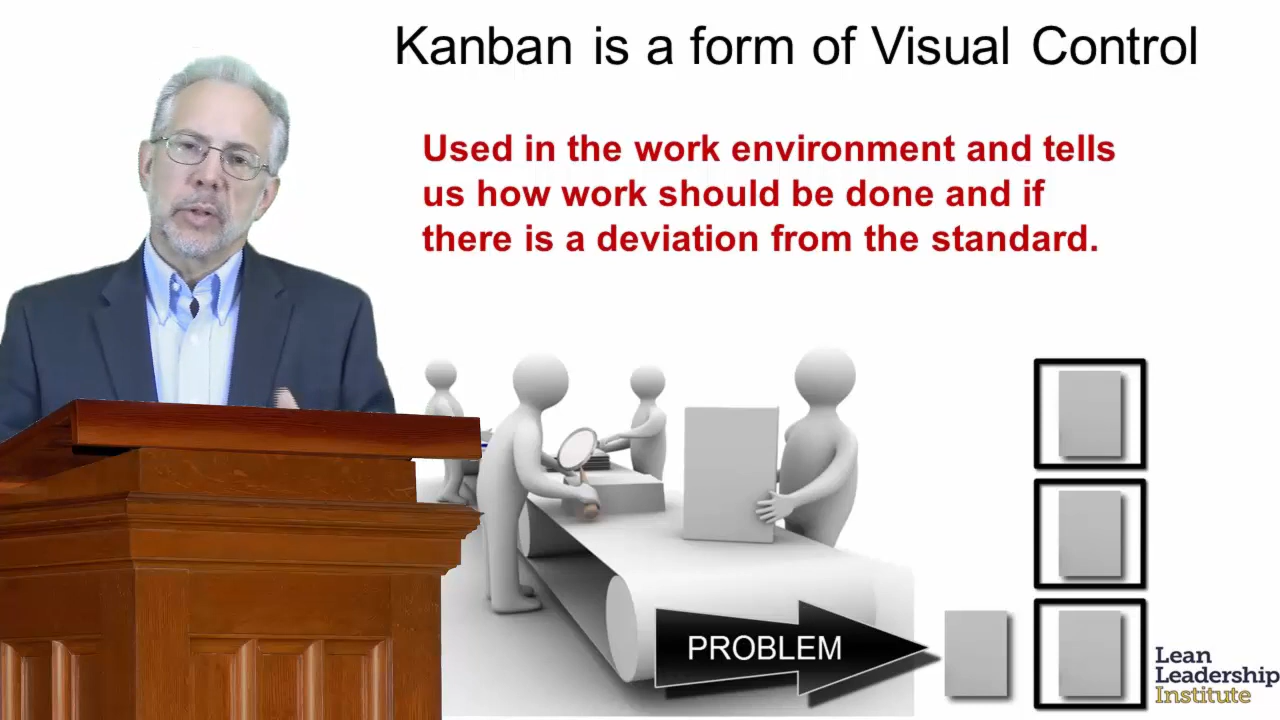 Kanban is a form of Visual Control
Used in the work environment and tells
us how work should be done and if
there is a deviation from the standard.
PROBLEM
Lean
Leadership
Institute